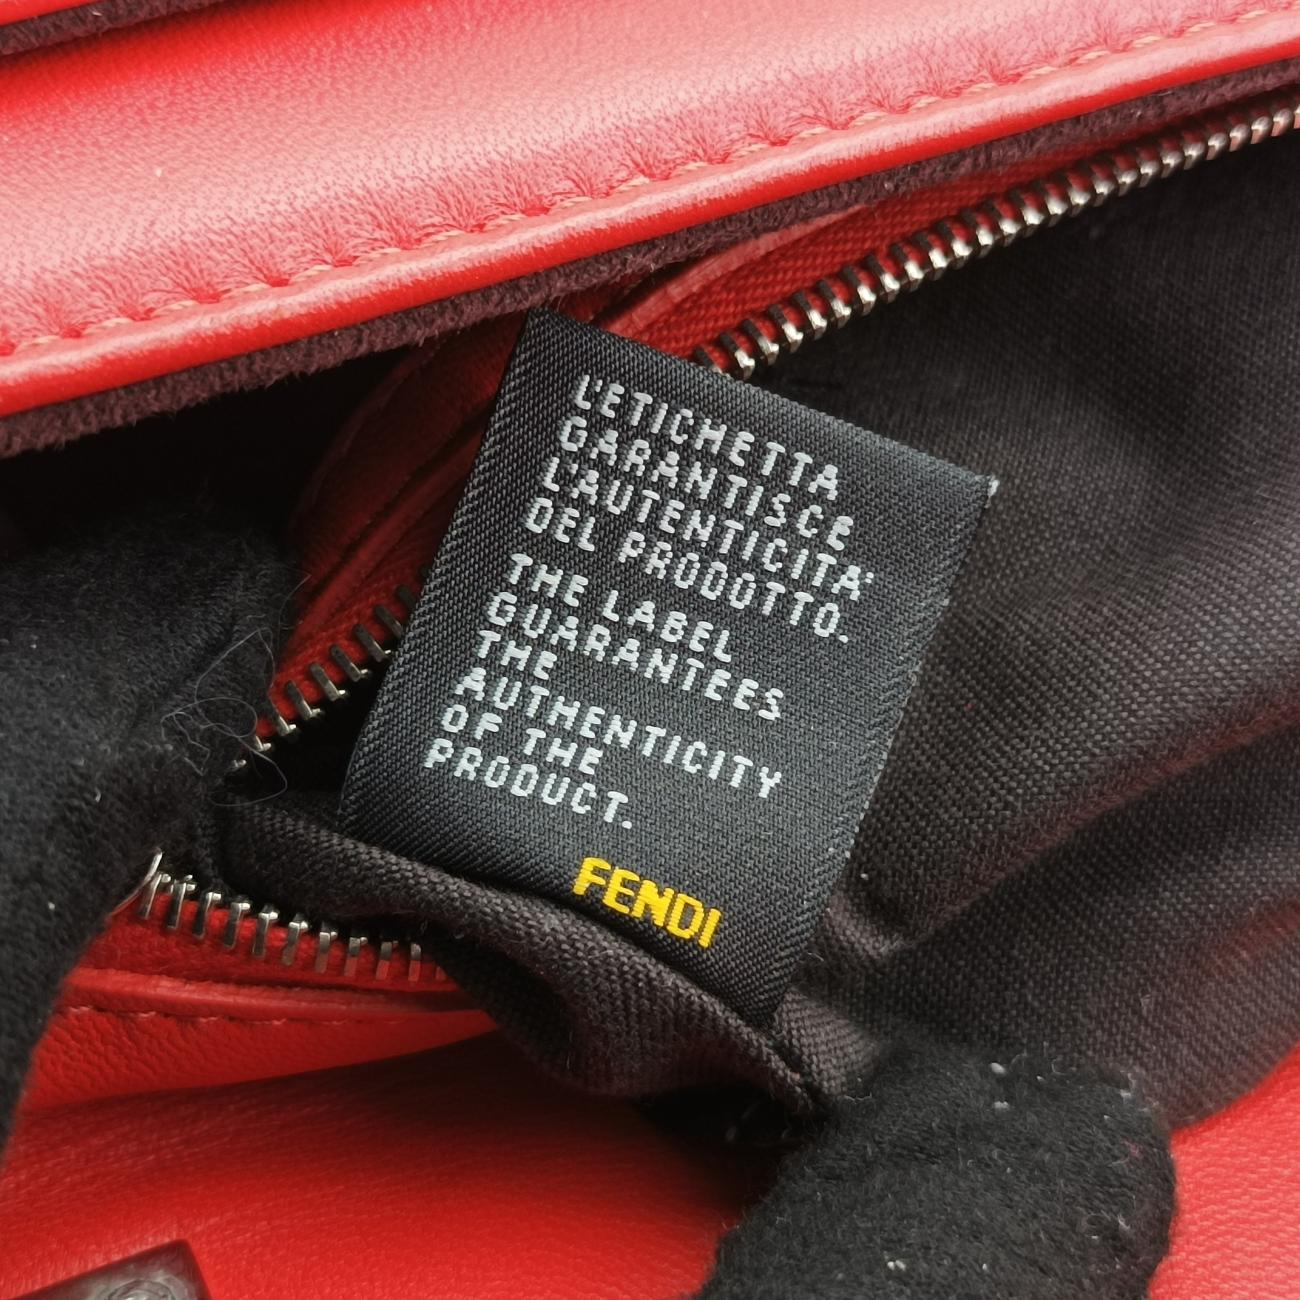 L'ETICHETTA
GARANTISCE
L'AUTENTICITA'
DEL PRODOTTO.
THE LABEL
GUARANTEES
THE
AUTHENTICITY
OF THE
PRODUCT.
FENDI